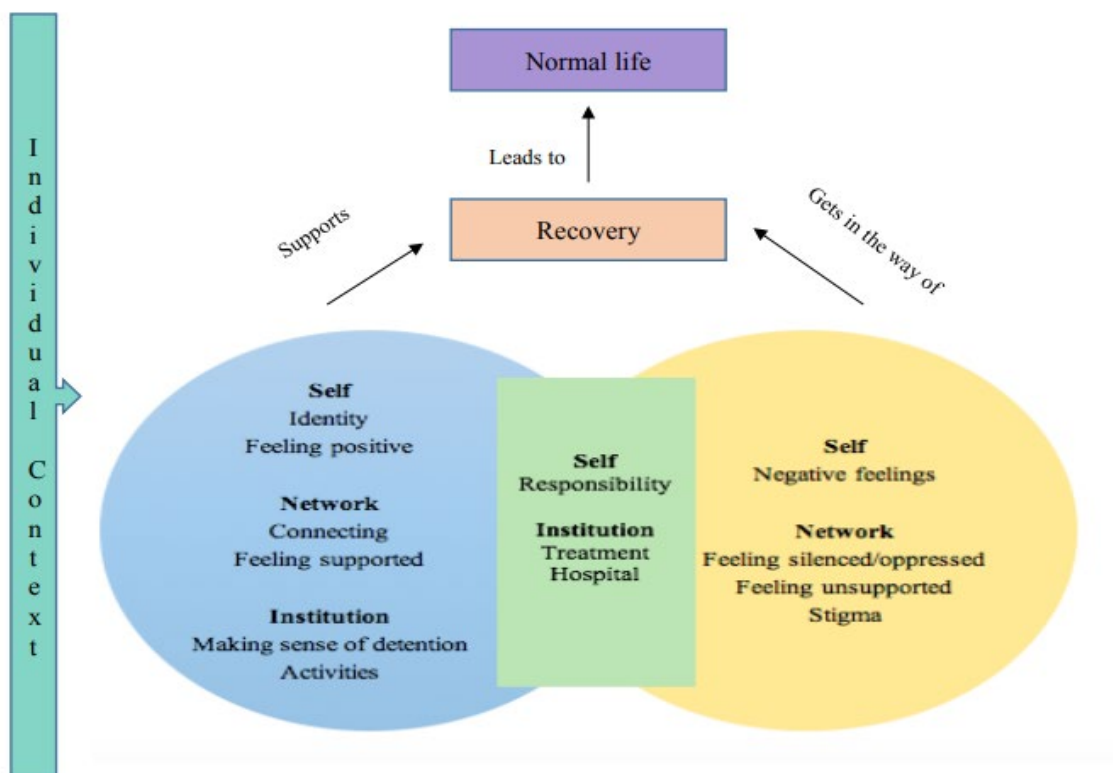 Individual Context
Normal life
Leads to
Supports
Recovery
Gets in the way of
Self
Identity
Feeling positive
Network
Connecting
Feeling supported
Institution
Making sense of detention
Activities
Self
Responsibility
Institution
Treatment
Hospital
Self
Negative feelings
Network
Feeling silenced/oppressed
Feeling unsupported
Stigma